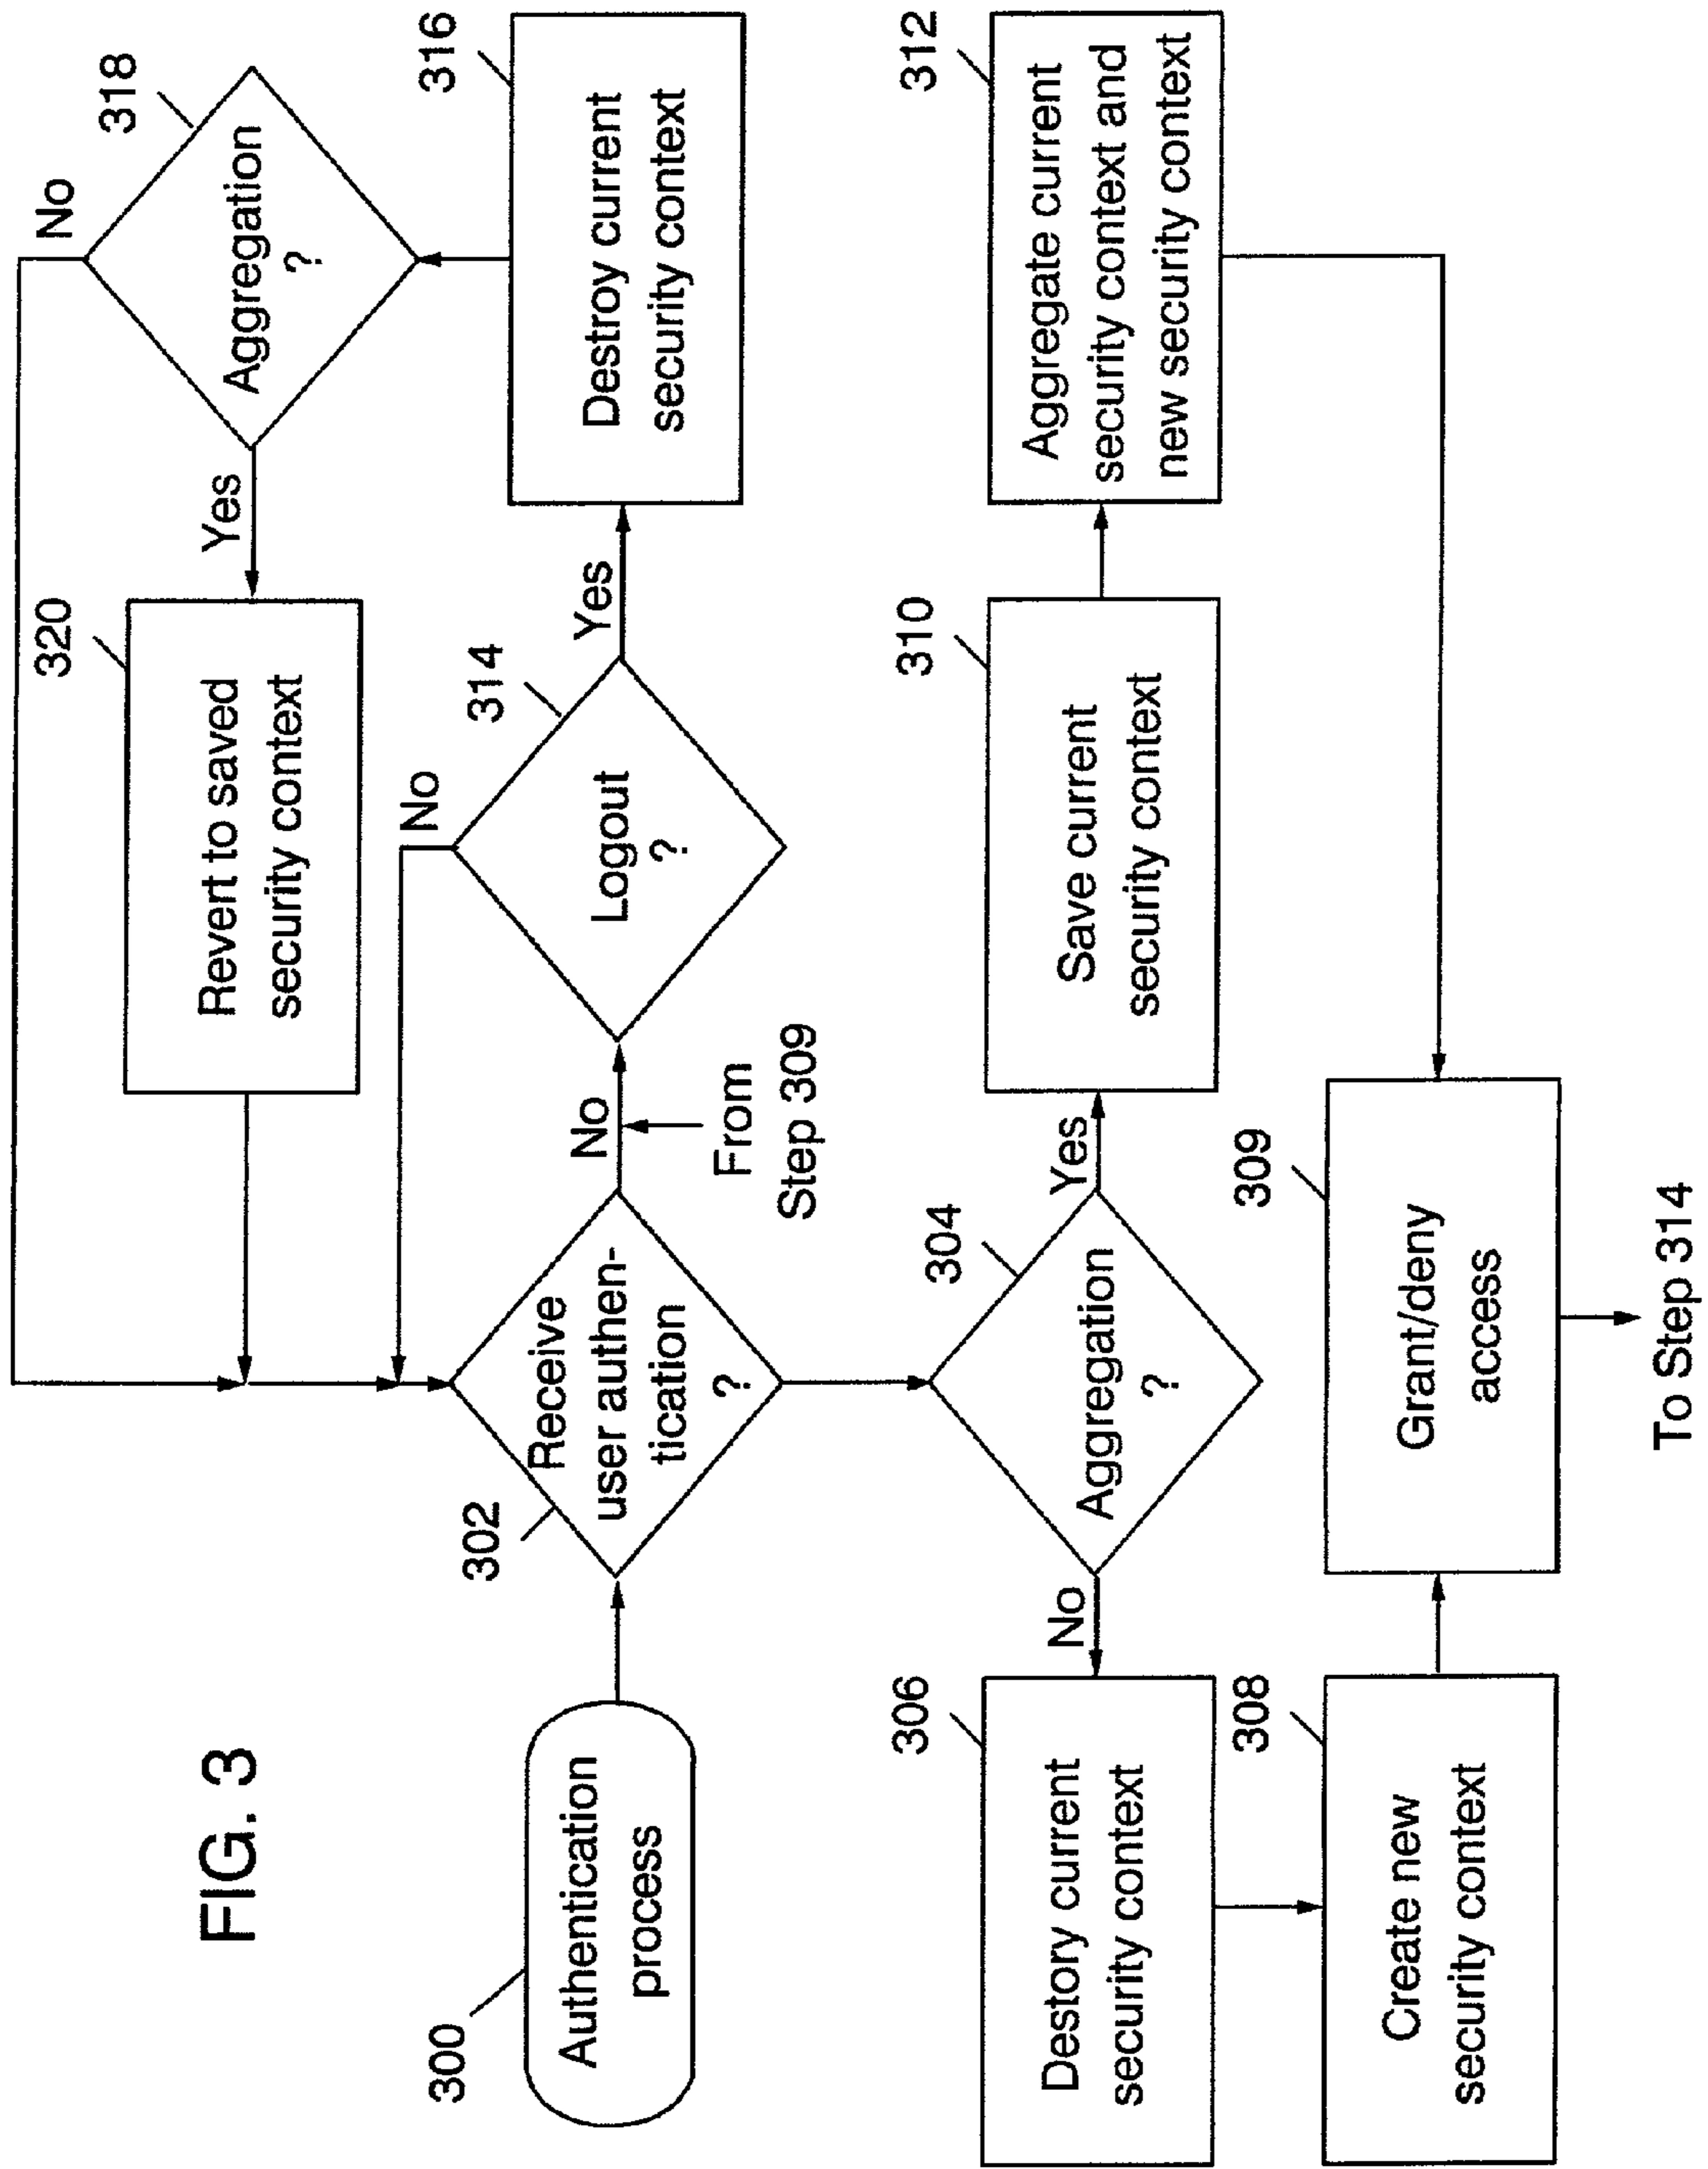 FIG. 3
300
Authentication
process
302
Receive
user authen-
tication
?
No
From
Step 309
314
Logout
?
No
Yes
316
Destroy current
security context
318
Aggregation
?
No
Yes
320
Revert to saved
security context
304
Aggregation
?
No
Yes
306
Destory current
security context
308
Create new
security context
310
Save current
security context
312
Aggregate current
security context and
new security context
309
Grant/deny
access
To Step 314